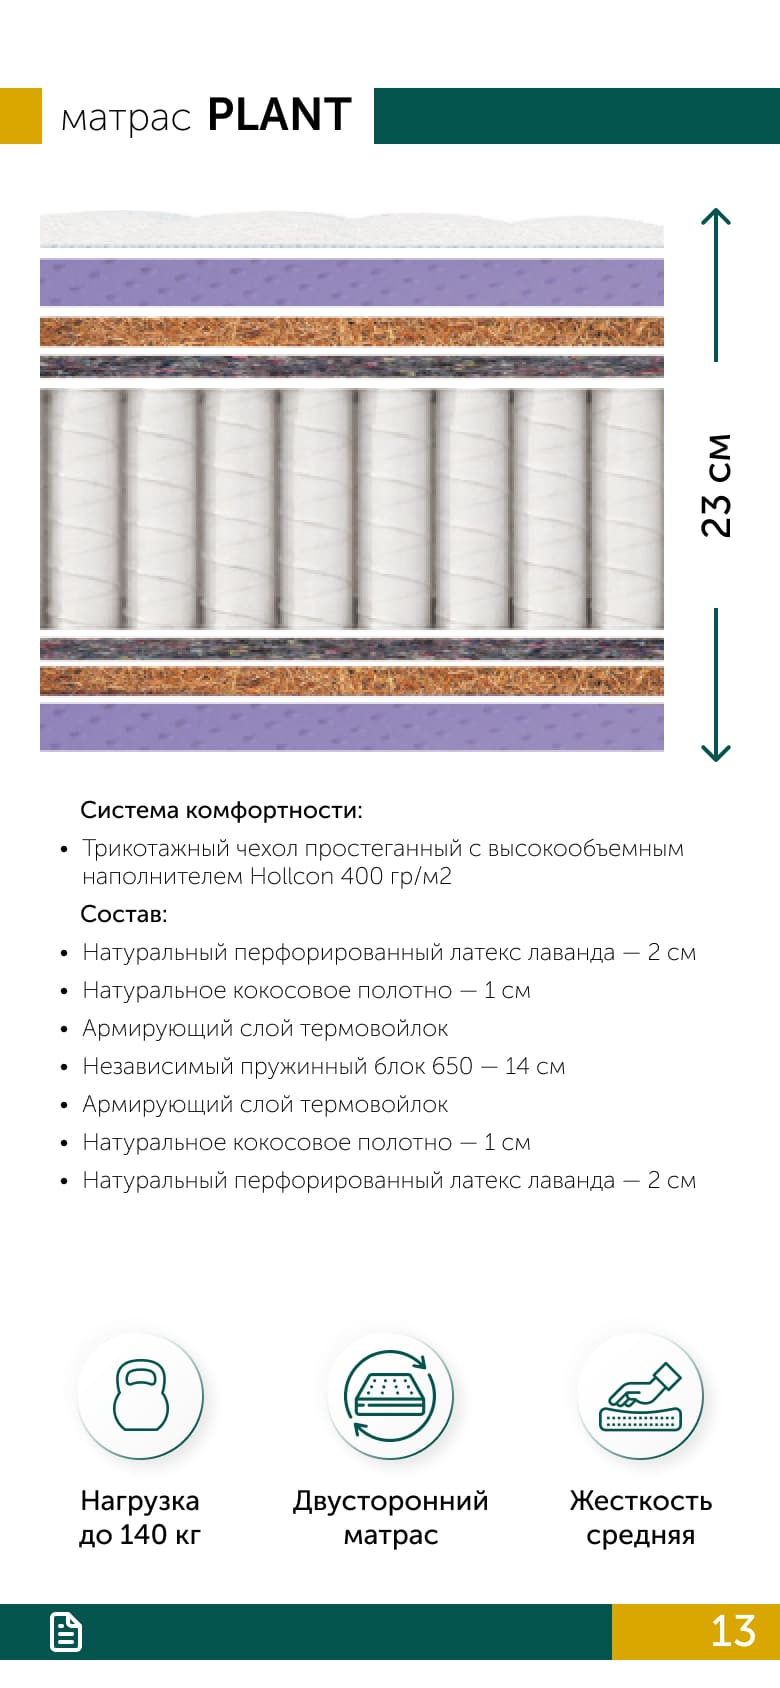 матрас PLANT
23 см
Система комфортности:
• Трикотажный чехол простеганный с высокообъемным
наполнителем Hollcon 400 гр/м2
Состав:
• Натуральный перфорированный латекс лаванда — 2 см
• Натуральное кокосовое полотно — 1 см
• Армирующий слой термовойлок
• Независимый пружинный блок 650 — 14 см
• Армирующий слой термовойлок
• Натуральное кокосовое полотно — 1 см
• Натуральный перфорированный латекс лаванда — 2 см
Нагрузка
до 140 кг
Двусторонний
матрас
Жесткость
средняя
13